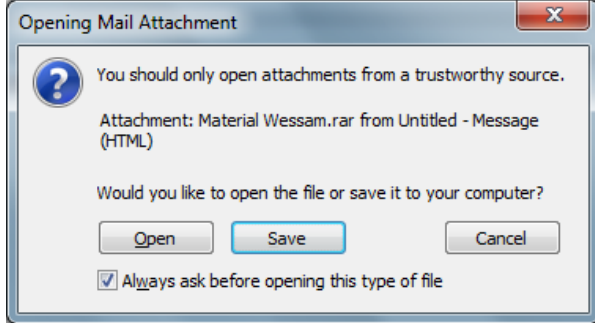 Opening Mail Attachment
You should only open attachments from a trustworthy source.
Attachment: Material Wessam.rar from Untitled - Message
(HTML)
Would you like to open the file or save it to your computer?
Open Save Cancel
Always ask before opening this type of file